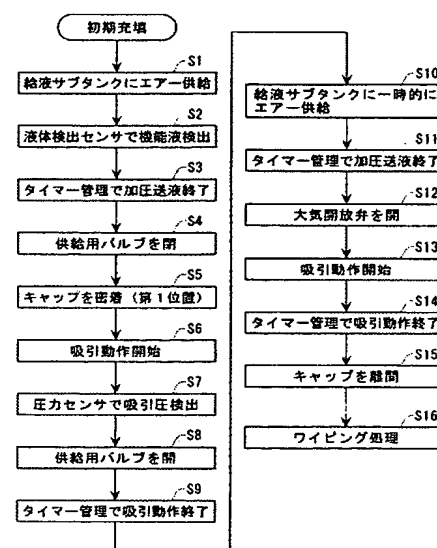 初期充填
S1
給液サブタンクにエアー供給
S2
液体検出センサで機能液検出
S3
タイマー管理で加圧送液終了
S4
供給用バルブを閉
S5
キャップを密着（第1位置）
S6
吸引動作開始
S7
圧力センサで吸引圧検出
S8
供給用バルブを開
S9
タイマー管理で吸引動作終了
S10
給液サブタンクに一時的に
エアー供給
S11
タイマー管理で加圧送液終了
S12
大気開放弁を開
S13
吸引動作開始
S14
タイマー管理で吸引動作終了
S15
キャップを離間
S16
ワイピング処理